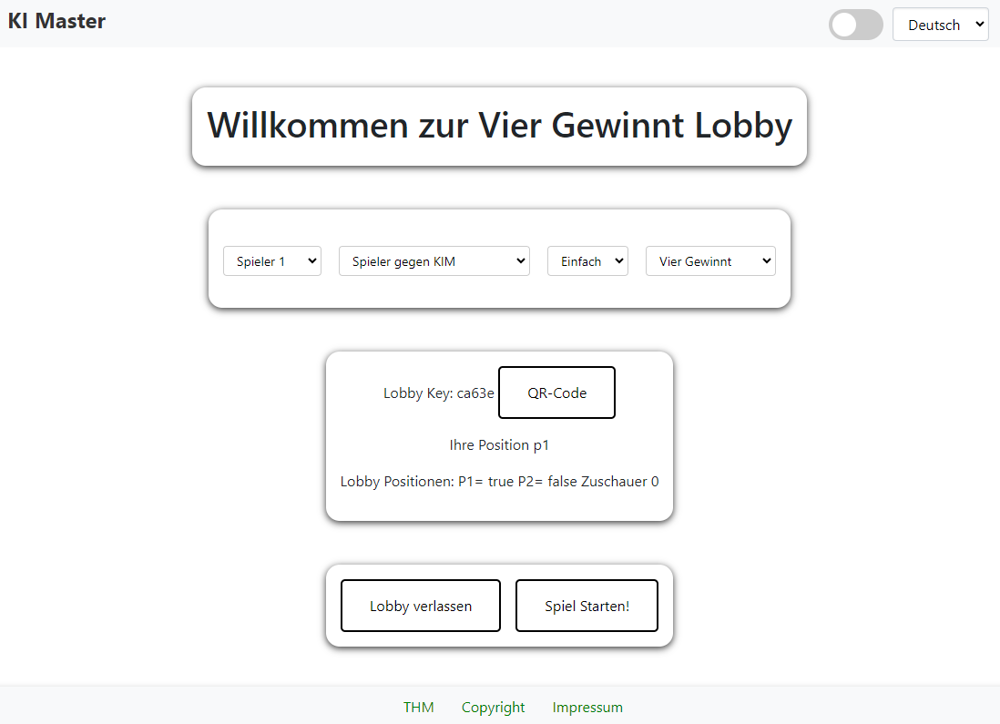 KI Master
Deutsch
Willkommen zur Vier Gewinnt Lobby
Spieler 1 Spieler gegen KIM Einfach Vier Gewinnt
Lobby Key: ca63e QR-Code
Ihre Position p1
Lobby Positionen: P1= true P2= false Zuschauer 0
Lobby verlassen Spiel Starten!
THM Copyright Impressum